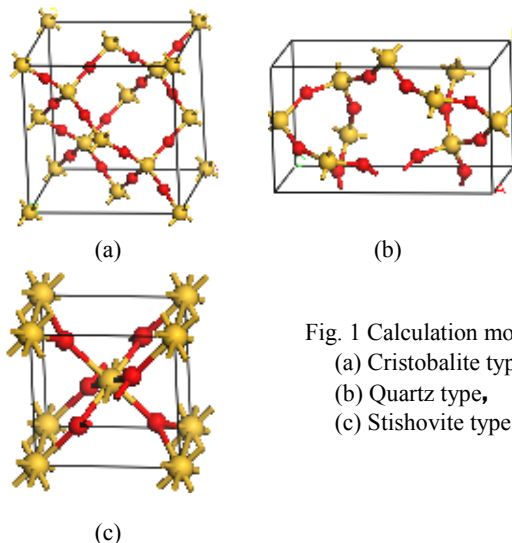 (a)
(b)
Fig. 1 Calculation mo
(a) Cristobalite typ
(b) Quartz type,
(c) Stishovite type
(c)